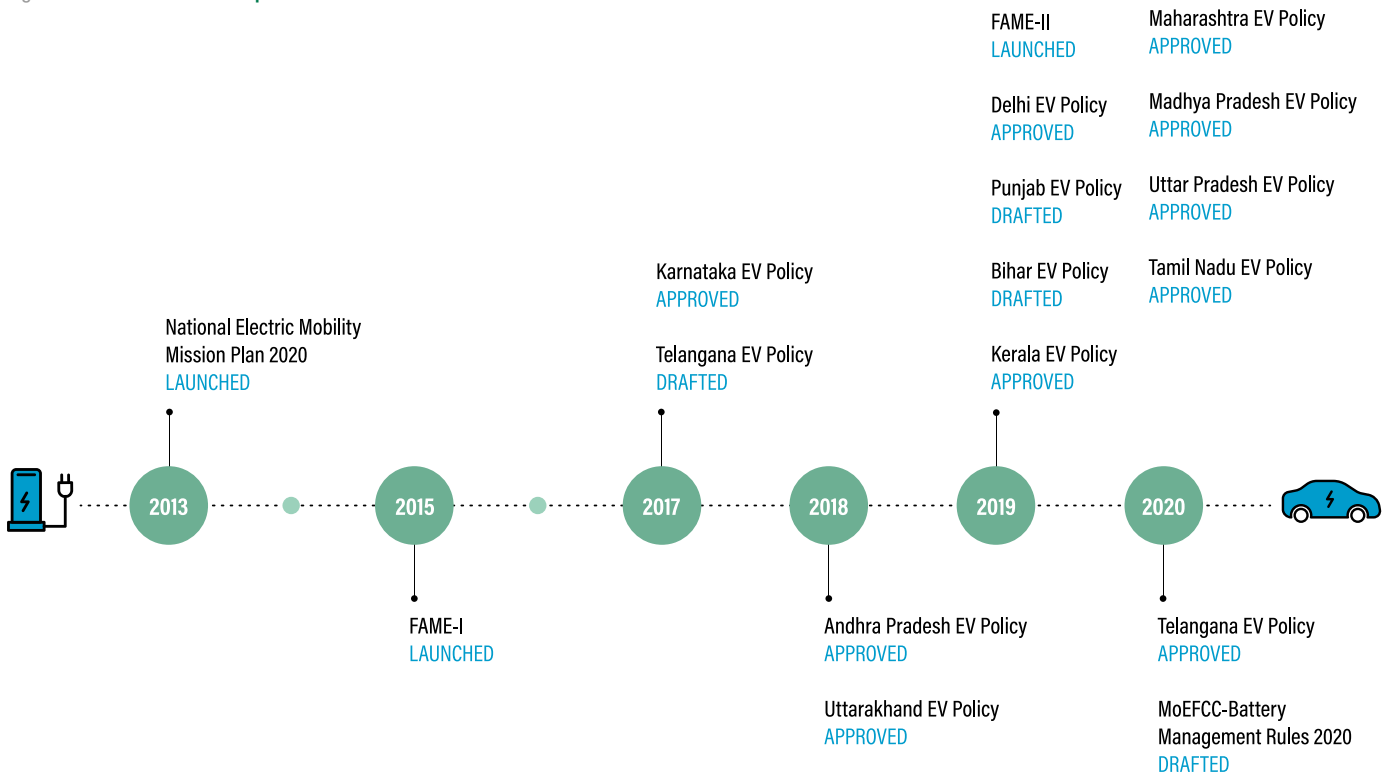 FAME-II
LAUNCHED
Maharashtra EV Policy
APPROVED
Delhi EV Policy
APPROVED
Madhya Pradesh EV Policy
APPROVED
Punjab EV Policy
DRAFTED
Uttar Pradesh EV Policy
APPROVED
Karnataka EV Policy
APPROVED
Bihar EV Policy
DRAFTED
Tamil Nadu EV Policy
APPROVED
National Electric Mobility
Mission Plan 2020
LAUNCHED
Telangana EV Policy
DRAFTED
Kerala EV Policy
APPROVED
2013
2015
2017
2018
2019
2020
FAME-I
LAUNCHED
Andhra Pradesh EV Policy
APPROVED
Uttarakhand EV Policy
APPROVED
Telangana EV Policy
APPROVED
MoEFCC-Battery
Management Rules 2020
DRAFTED